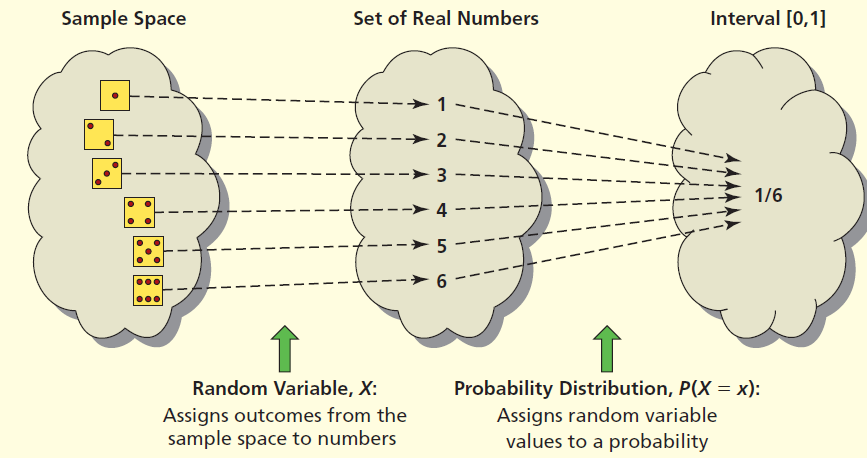 Sample Space
Set of Real Numbers
Interval [0,1]
1
2
3
4
5
6
1/6
Random Variable, X:
Assigns outcomes from the
sample space to numbers
Probability Distribution, P(X = x):
Assigns random variable
values to a probability